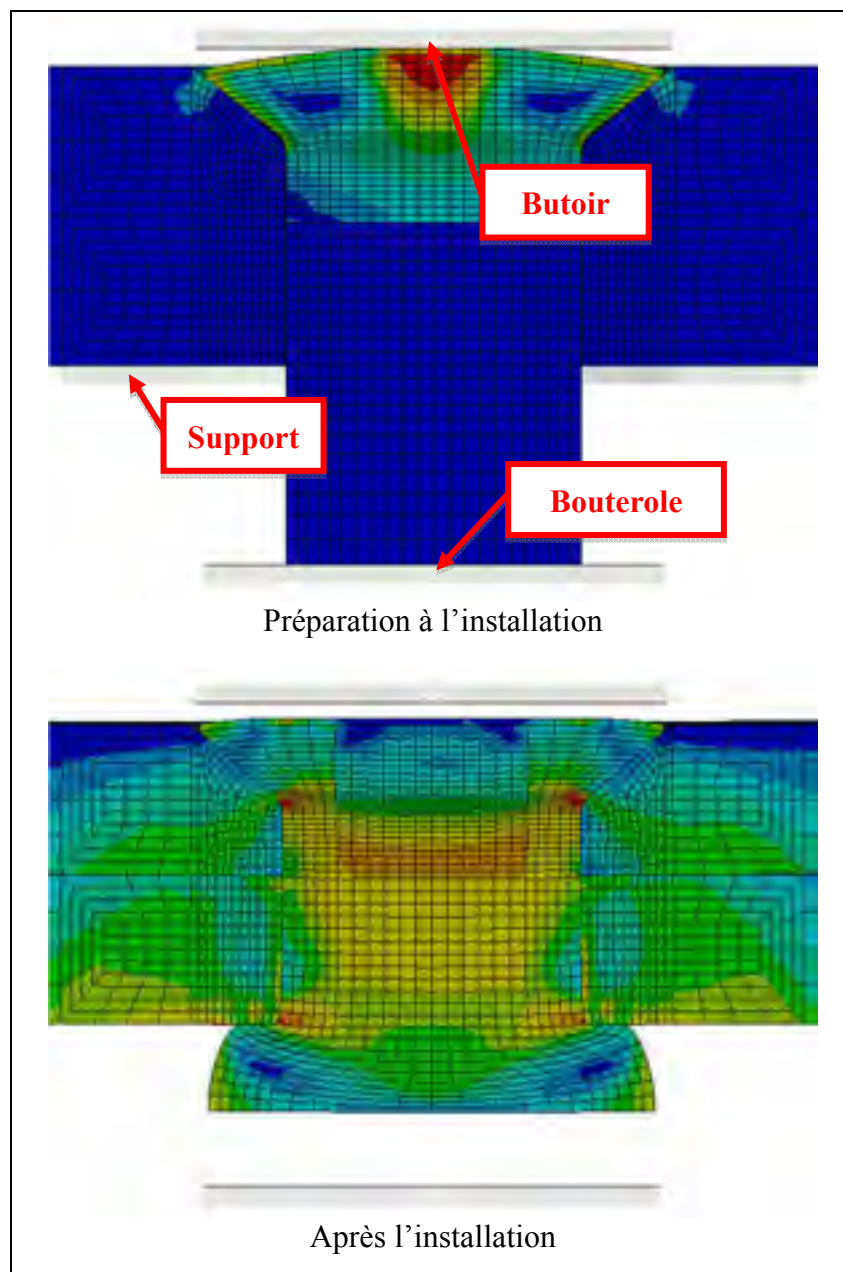 Butoir
Support
Bouterole
Préparation à l’installation
Après l’installation